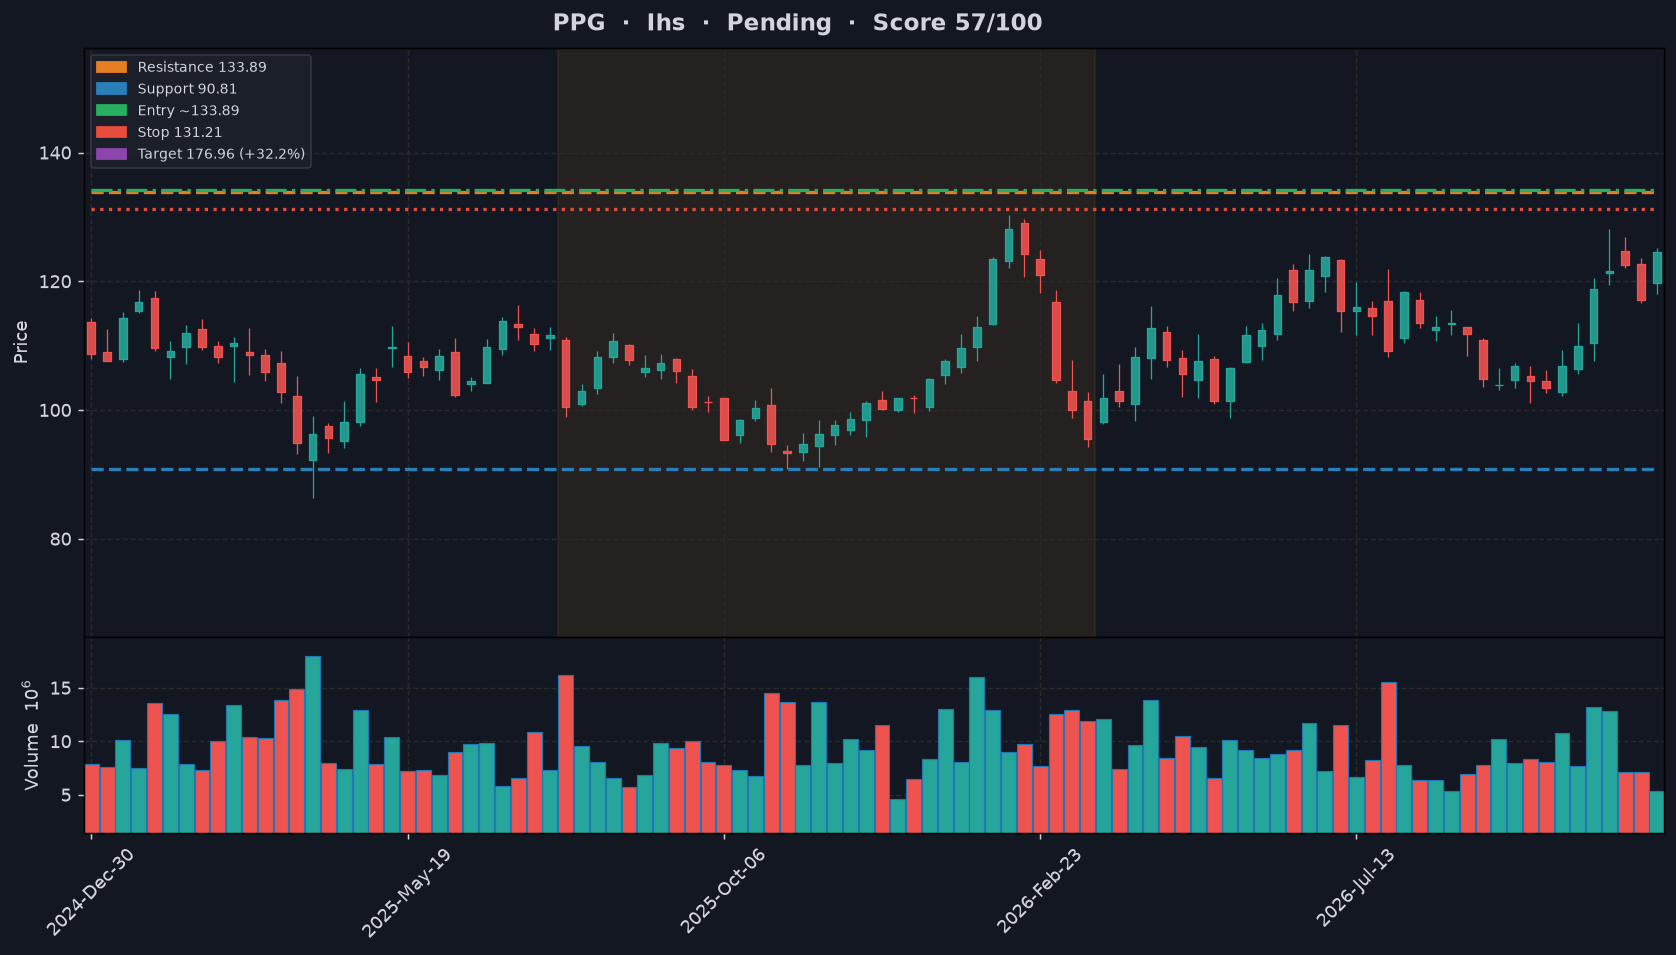 PPG · Ihs · Pending · Score 57/100
Resistance 133.89
Support 90.81
Entry ~133.89
Stop 131.21
Target 176.96 (+32.2%)
Price
140
120
100
80
Volume 10⁶
15
10
5
2024-Dec-30
2025-May-19
2025-Oct-06
2026-Feb-23
2026-Jul-13